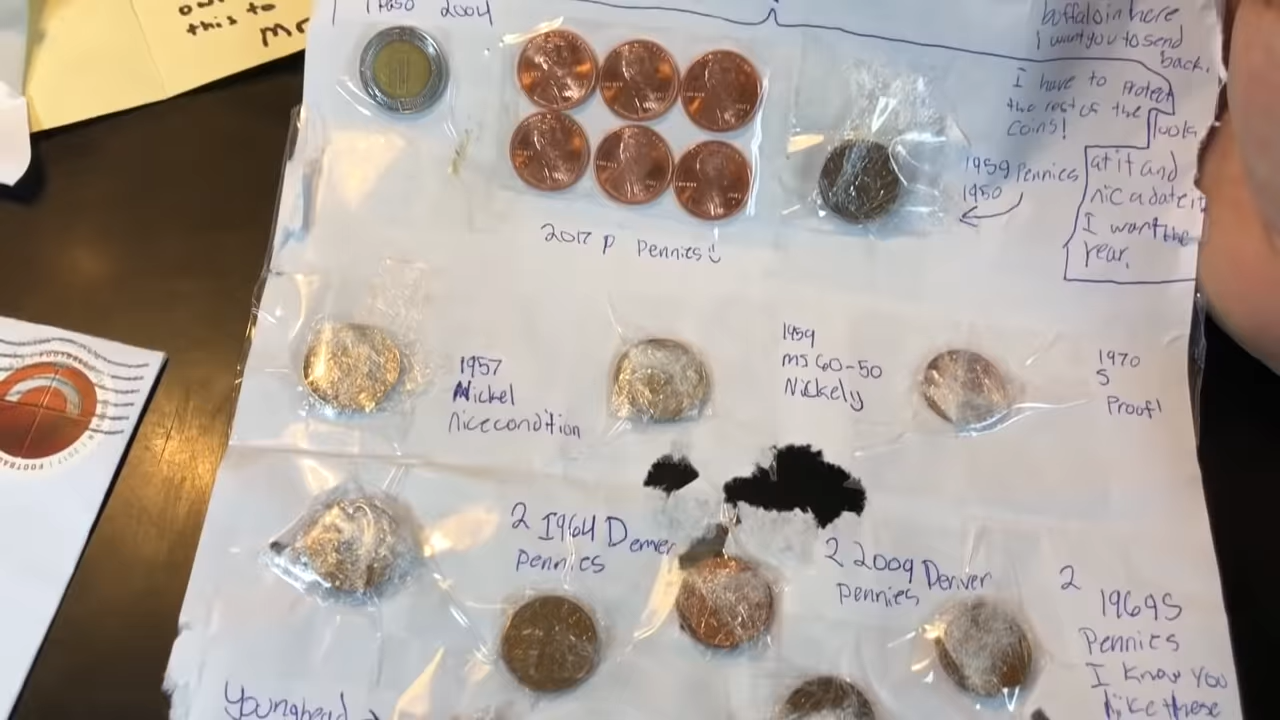 this to
1 Peso 2004
buffalo in here
I want you to send
back.
I have to Protect
the rest of the
coins!
look
at it and
nic a date it
I want the
Year.
1959 Pennies
1950
2017 P Pennies
1957
Nickel
nice condition
1959
MS 60-50
Nickely
1970
S
Proof!
2 1964 Denver
Pennies
2 2009 Denver
Pennies
2
1969S
Pennies
I Know You
like these
Younghead